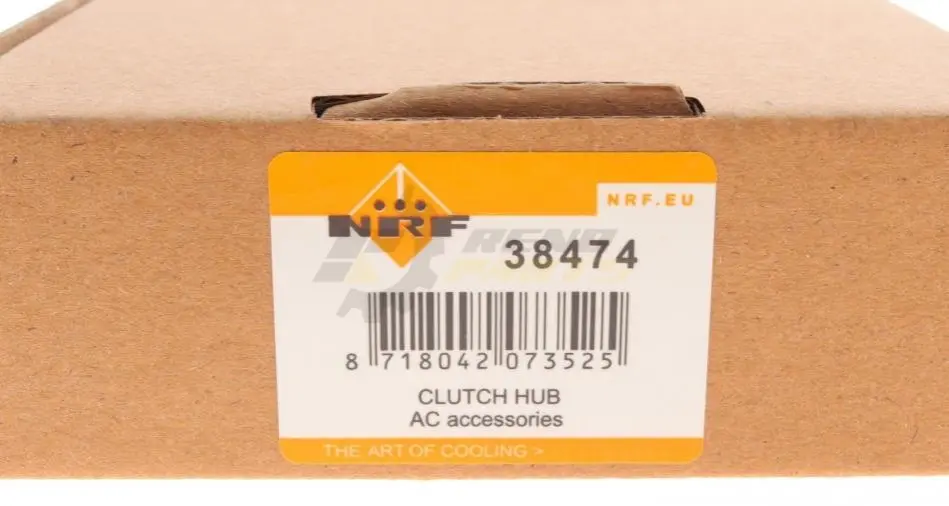 NRF.EU
NRF
38474
8 718042 073525
CLUTCH HUB
AC accessories
THE ART OF COOLING >